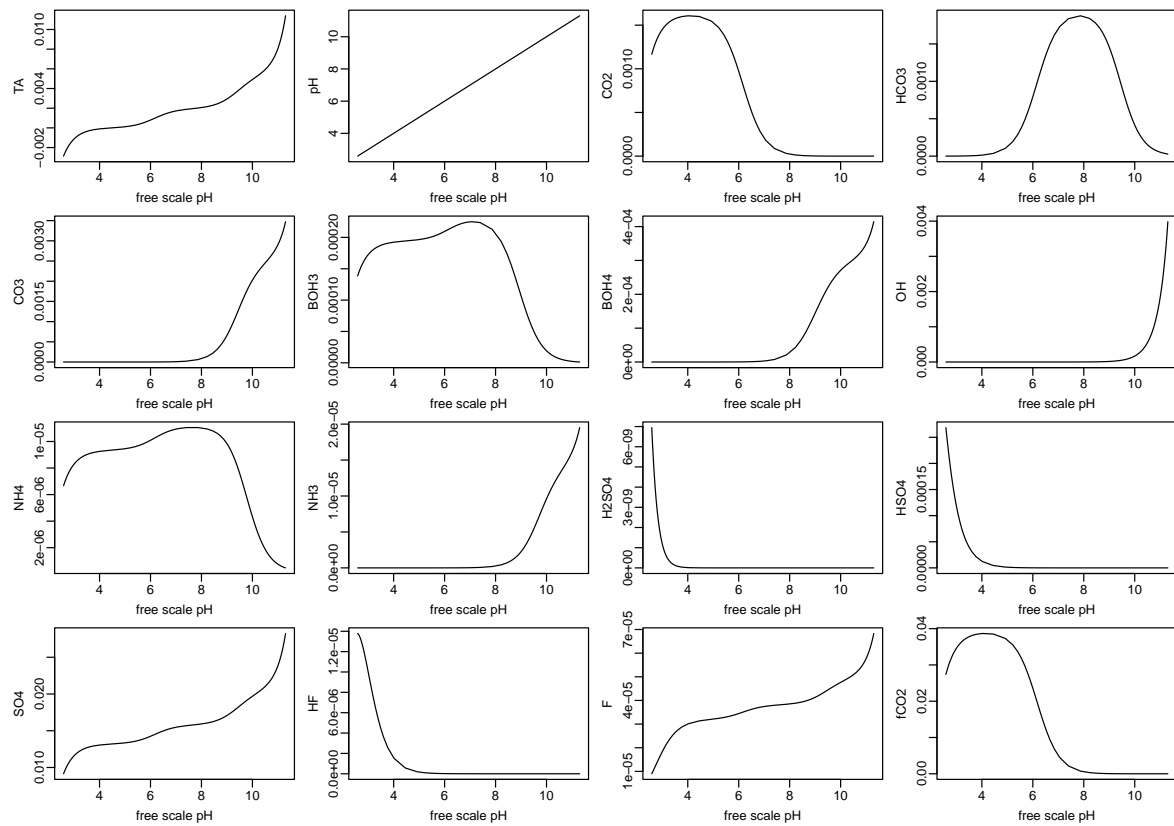 TA
−0.002 0.004 0.010
4 6 8 10
free scale pH
pH
4 6 8 10
4 6 8 10
free scale pH
CO2
0.0000 0.0010
4 6 8 10
free scale pH
HCO3
0.0000 0.0010
4 6 8 10
free scale pH
CO3
0.0000 0.0015 0.0030
4 6 8 10
free scale pH
BOH3
0.00000 0.00010 0.00020
4 6 8 10
free scale pH
BOH4
0e+00 2e−04 4e−04
4 6 8 10
free scale pH
OH
0.000 0.002 0.004
4 6 8 10
free scale pH
NH4
2e−06 6e−06 1e−05
4 6 8 10
free scale pH
NH3
0.0e+00 1.0e−05 2.0e−05
4 6 8 10
free scale pH
H2SO4
0e+00 3e−09 6e−09
4 6 8 10
free scale pH
HSO4
0.00000 0.00015
4 6 8 10
free scale pH
SO4
0.010 0.020
4 6 8 10
free scale pH
HF
0.0e+00 6.0e−06 1.2e−05
4 6 8 10
free scale pH
F
1e−05 4e−05 7e−05
4 6 8 10
free scale pH
fCO2
0.00 0.02 0.04
4 6 8 10
free scale pH